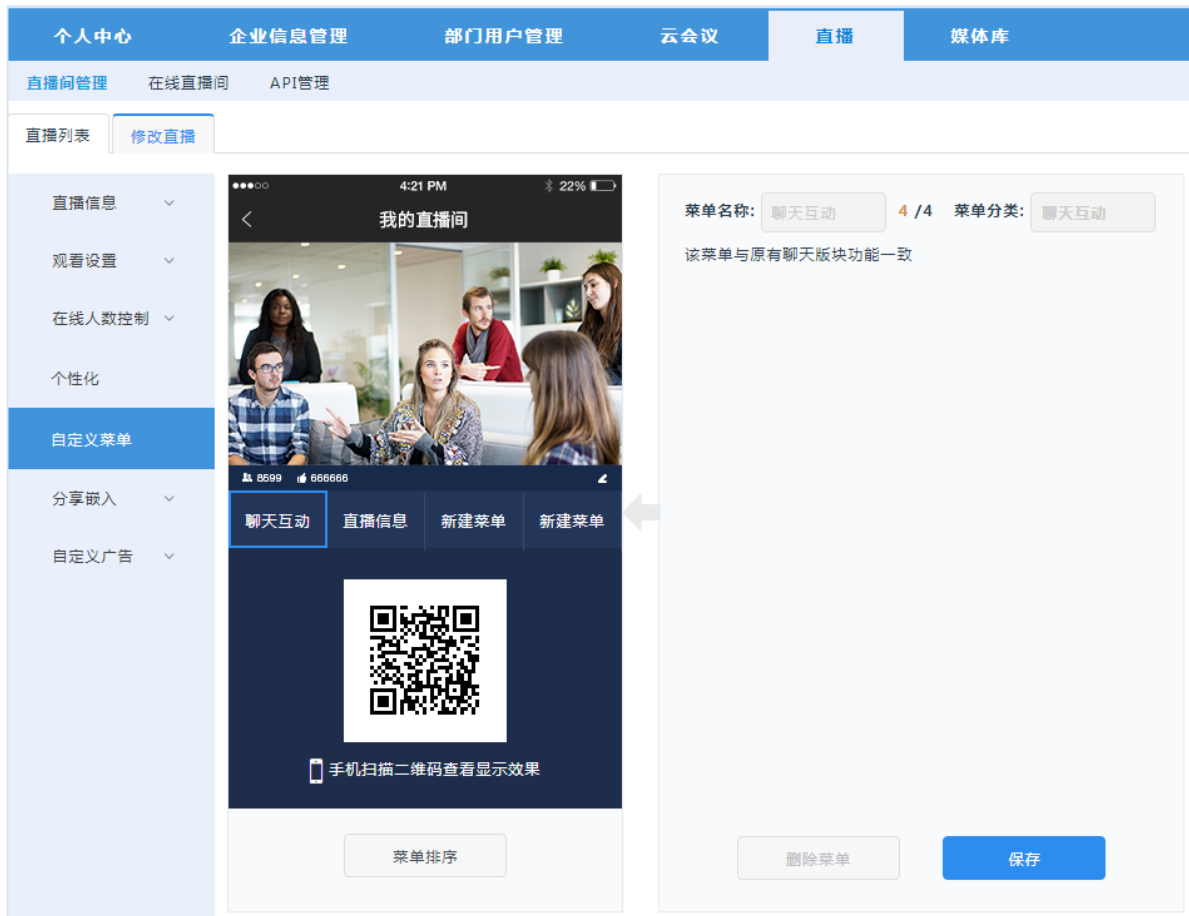 个人中心 企业信息管理 部门用户管理 云会议 直播 媒体库
直播间管理 在线直播间 API管理
直播列表 修改直播
直播信息
观看设置
在线人数控制
个性化
自定义菜单
分享嵌入
自定义广告
4:21 PM 22%
我的直播间
8599 666666
聊天互动 直播信息 新建菜单 新建菜单
手机扫描二维码查看显示效果
菜单排序
菜单名称: 聊天互动 4 /4 菜单分类: 聊天互动
该菜单与原有聊天版块功能一致
删除菜单 保存